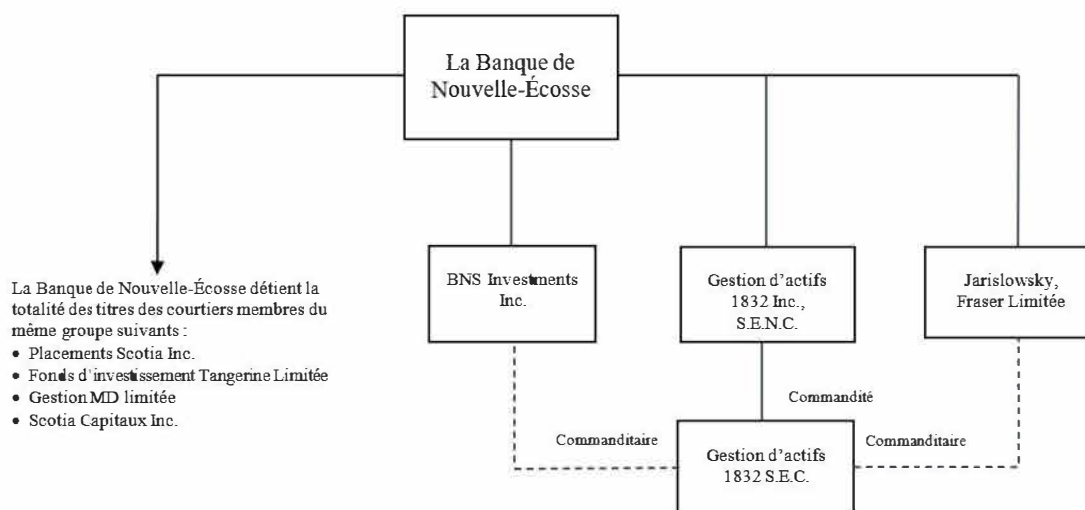 La Banque de
Nouvelle-Écosse
La Banque de Nouvelle-Écosse détient la
totalité des titres des courtiers membres du
même groupe suivants :
• Placements Scotia Inc.
• Fonds d'investissement Tangerine Limitée
• Gestion MD limitée
• Scotia Capitaux Inc.
BNS Investments
Inc.
Gestion d'actifs
1832 Inc.,
S.E.N.C.
Jarislowsky,
Fraser Limitée
Commandité
Commanditaire
Commanditaire
Gestion d'actifs
1832 S.E.C.